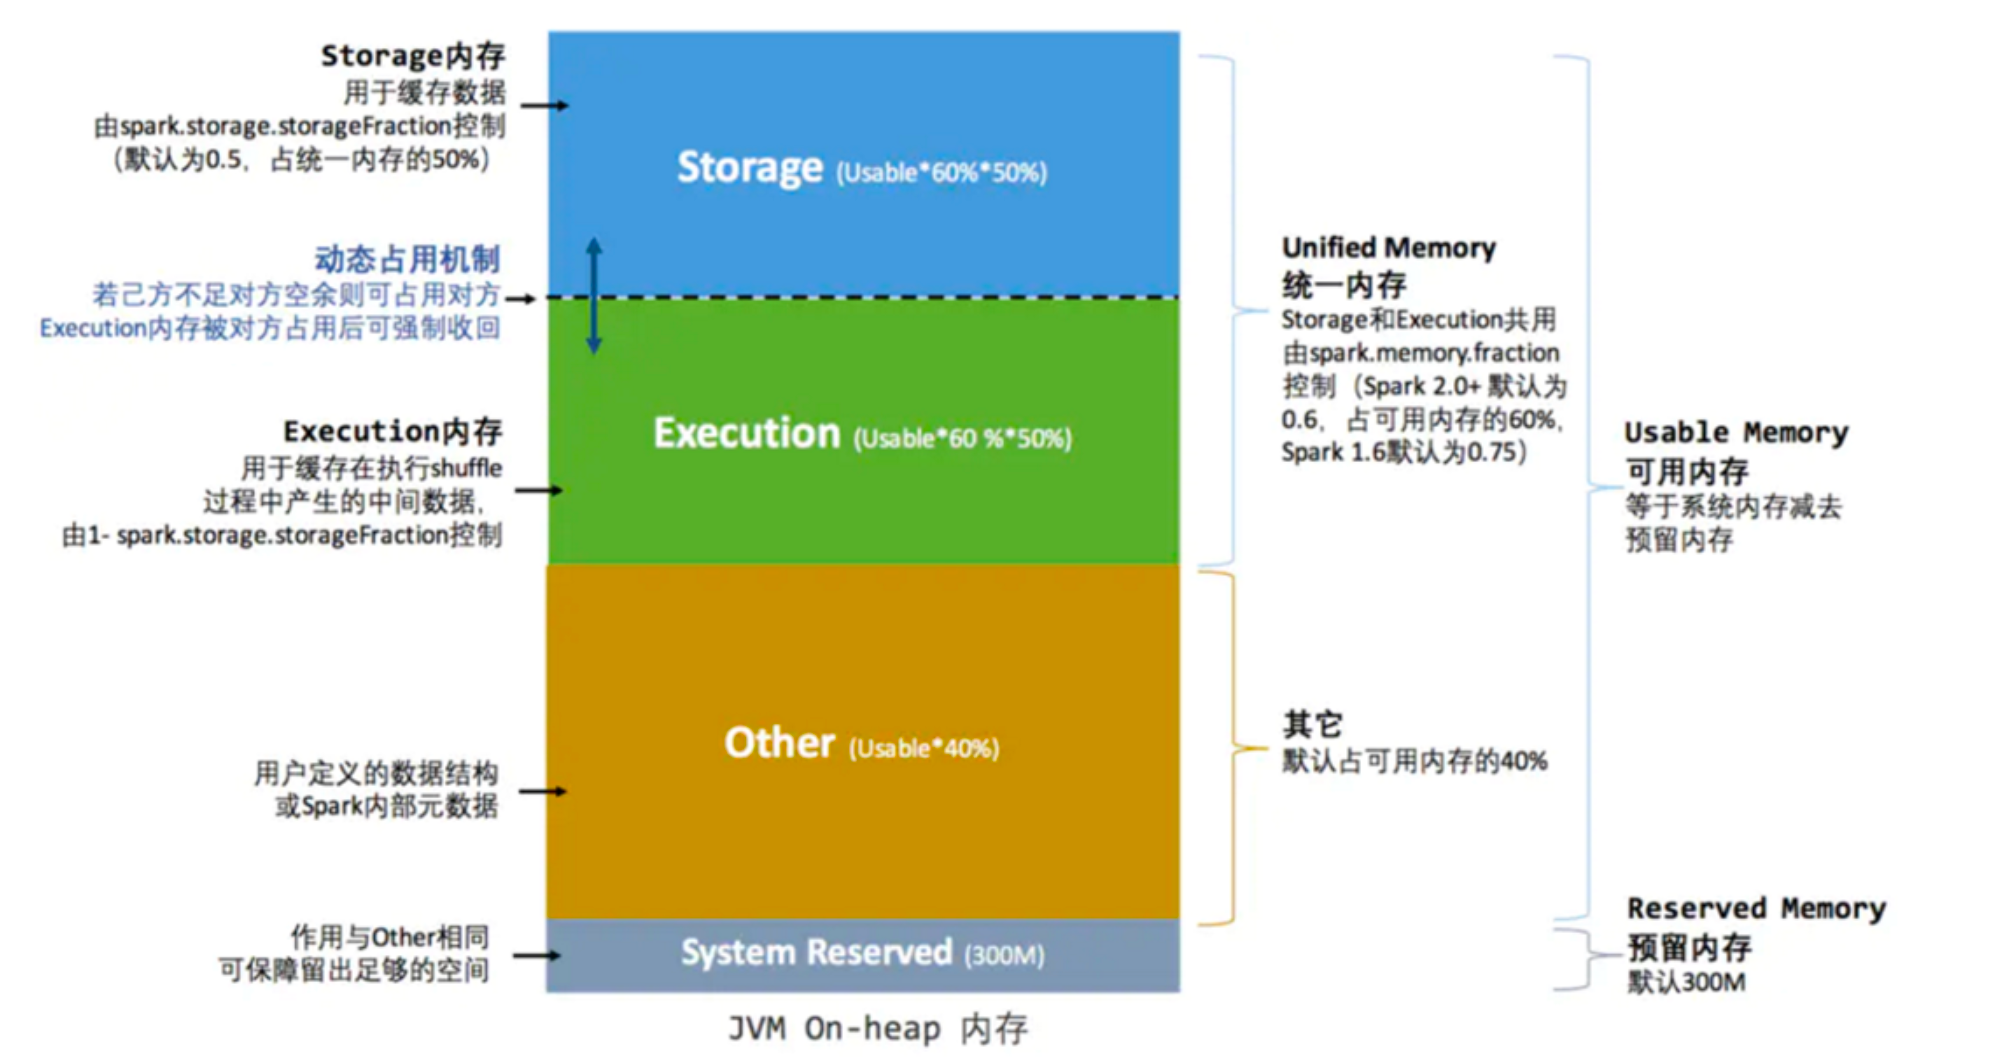 Storage内存
用于缓存数据
由spark.storage.storageFraction控制
（默认为0.5，占统一内存的50%）
动态占用机制
若己方不足对方空余则可占用对方
Execution内存被对方占用后可强制收回
Execution内存
用于缓存在执行shuffle
过程中产生的中间数据，
由1- spark.storage.storageFraction控制
用户定义的数据结构
或Spark内部元数据
作用与Other相同
可保障留出足够的空间
Storage (Usable*60%*50%)
Execution (Usable*60 %*50%)
Other (Usable*40%)
System Reserved (300M)
JVM On-heap 内存
Unified Memory
统一内存
Storage和Execution共用
由spark.memory.fraction
控制（Spark 2.0+ 默认为
0.6，占可用内存的60%，
Spark 1.6默认为0.75）
其它
默认占可用内存的40%
Usable Memory
可用内存
等于系统内存减去
预留内存
Reserved Memory
预留内存
默认300M